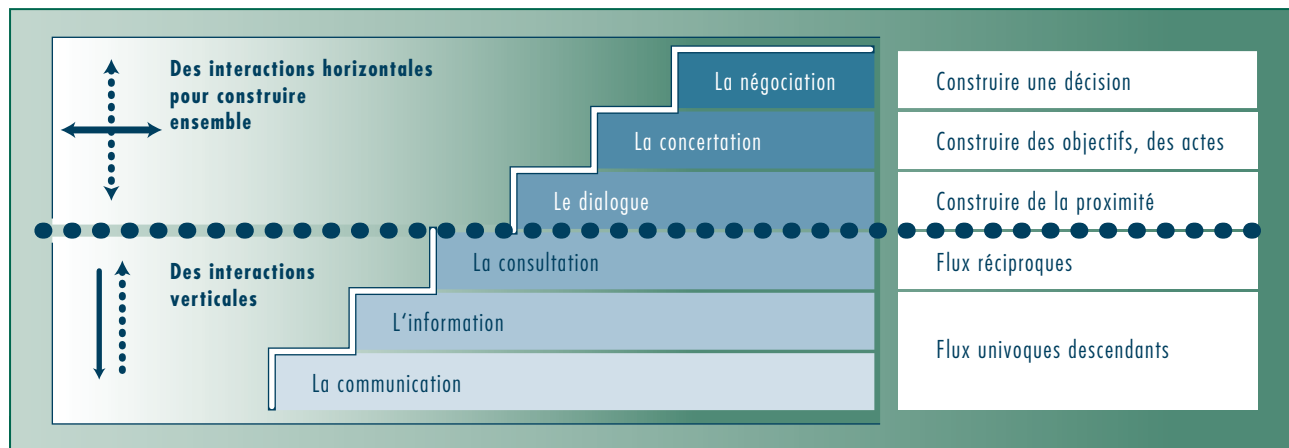 Des interactions horizontales
pour construire
ensemble
La négociation
Construire une décision
La concertation
Construire des objectifs, des actes
Le dialogue
Construire de la proximité
Des interactions
verticales
La consultation
Flux réciproques
L‘information
Flux univoques descendants
La communication